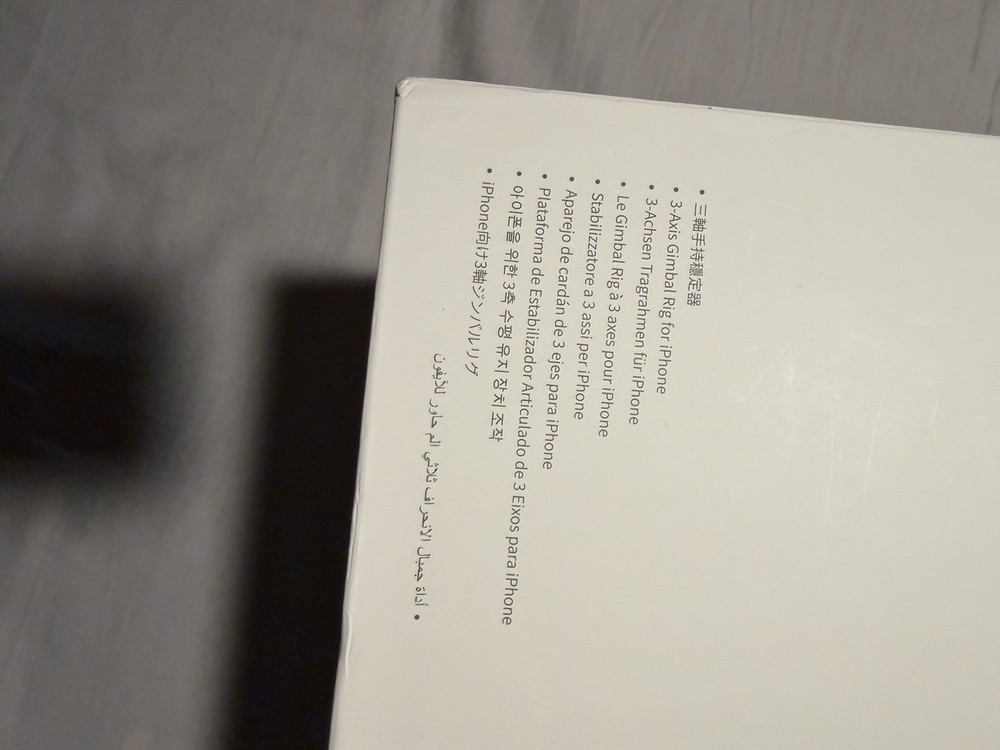 • 三軸手持穩定器
• 3-Axis Gimbal Rig for iPhone
• 3-Achsen Tragrahmen für iPhone
• Le Gimbal Rig à 3 axes pour iPhone
• Stabilizzatore a 3 assi per iPhone
• Aparejo de cardán de 3 ejes para iPhone
• Plataforma de Estabilizador Articulado de 3 Eixos para iPhone
• 아이폰을 위한 3축 수평 유지 장치 조작
• iPhone向け3軸ジンバルリグ
• أداة جمبال الانحراف ثلاثي الم حاور للآيفون